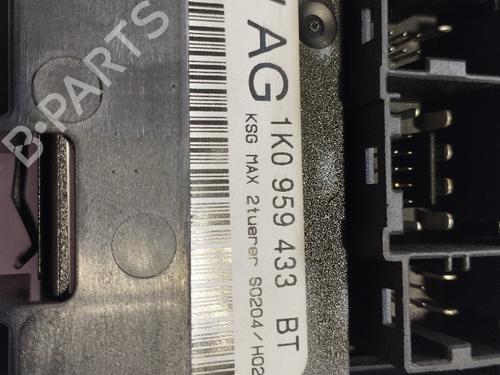 AG
1K0 959 433 BT
KSG MAX 2tuerer S0204/H02
B-PARTS